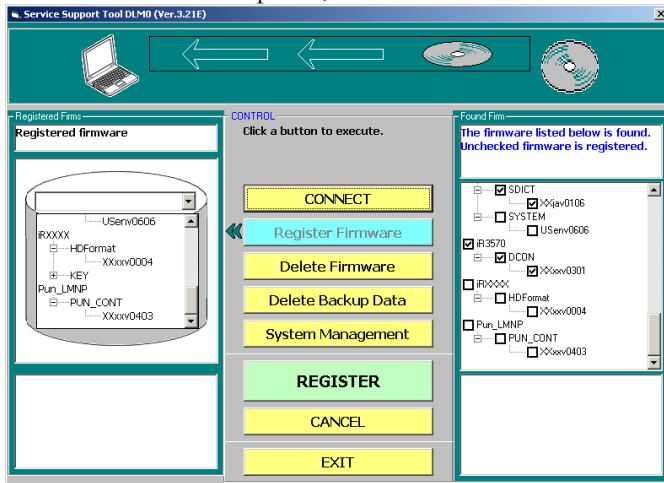 Service Support Tool DLM0 (Ver.3.21E)
Registered Firms
Registered firmware
USenv0606
iRXXXX
HDFormat
XXxxv0004
KEY
Pun_LMNP
PUN_CONT
XXxxv0403
CONTROL
Click a button to execute.
CONNECT
Register Firmware
Delete Firmware
Delete Backup Data
System Management
REGISTER
CANCEL
EXIT
Found Firm
The firmware listed below is found.
Unchecked firmware is registered.
SDICT
XXjav0106
SYSTEM
USenv0606
iR3570
DCON
XXxxv0301
iRXXXX
HDFormat
XXxxv0004
Pun_LMNP
PUN_CONT
XXxxv0403